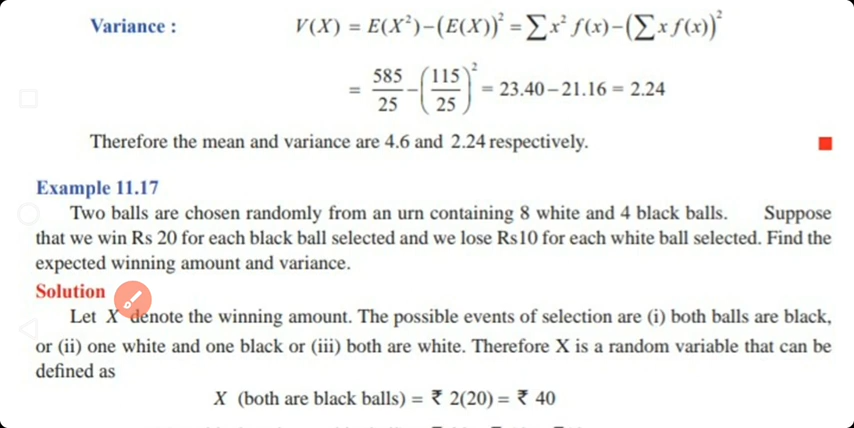 Variance :
V(X) = E(X²)−(E(X))² = ∑x² f(x)−(∑x f(x))²
= 585/25 − (115/25)² = 23.40 − 21.16 = 2.24
Therefore the mean and variance are 4.6 and 2.24 respectively.
Example 11.17
Two balls are chosen randomly from an urn containing 8 white and 4 black balls. Suppose
that we win Rs 20 for each black ball selected and we lose Rs10 for each white ball selected. Find the
expected winning amount and variance.
Solution
Let X denote the winning amount. The possible events of selection are (i) both balls are black,
or (ii) one white and one black or (iii) both are white. Therefore X is a random variable that can be
defined as
X (both are black balls) = ₹ 2(20) = ₹ 40